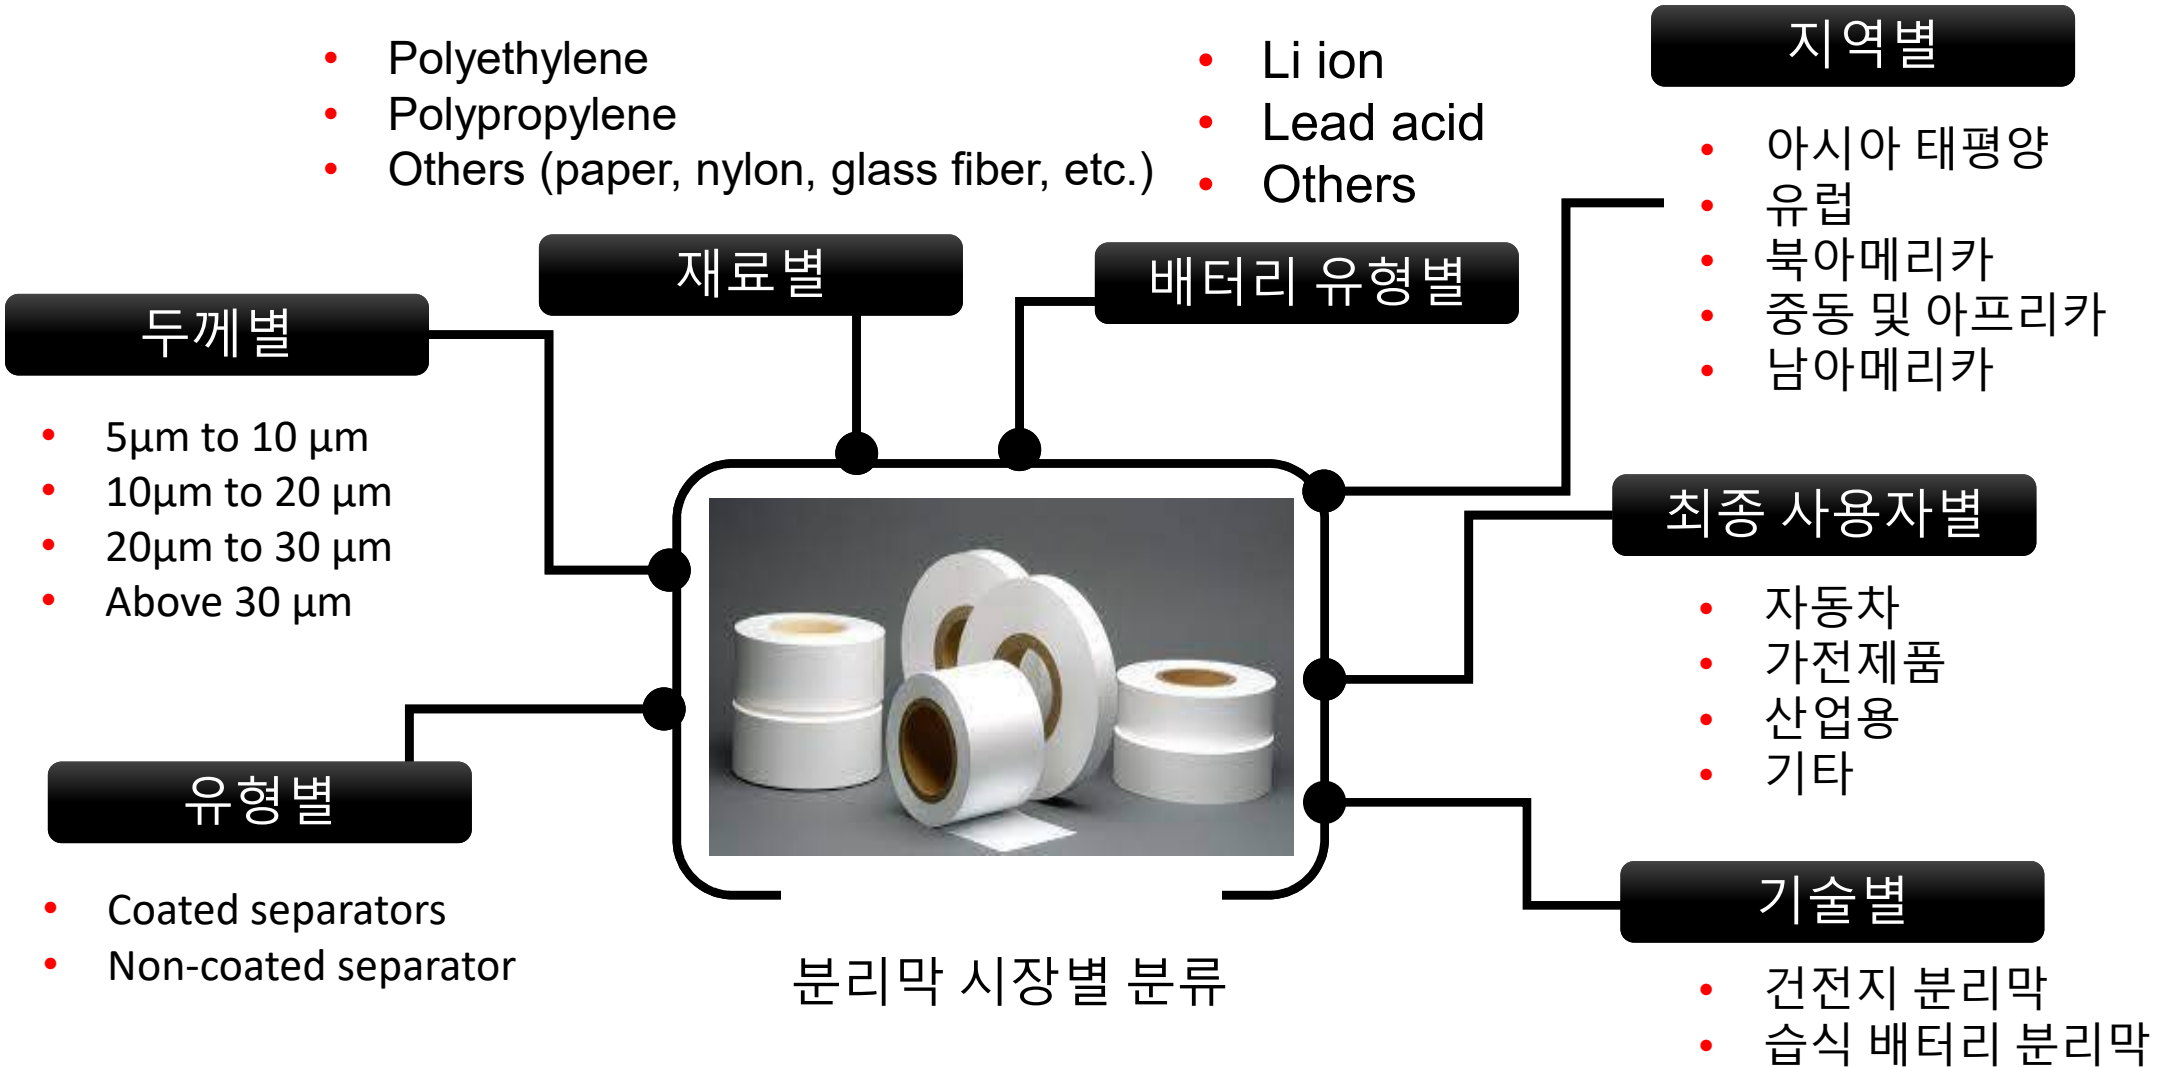 재료별
Polyethylene
Polypropylene
Others (paper, nylon, glass fiber, etc.)
배터리 유형별
Li ion
Lead acid
Others
지역별
아시아 태평양
유럽
북아메리카
중동 및 아프리카
남아메리카
두께별
5µm to 10 µm
10µm to 20 µm
20µm to 30 µm
Above 30 µm
최종 사용자별
자동차
가전제품
산업용
기타
유형별
Coated separators
Non-coated separator
기술별
건전지 분리막
습식 배터리 분리막
분리막 시장별 분류